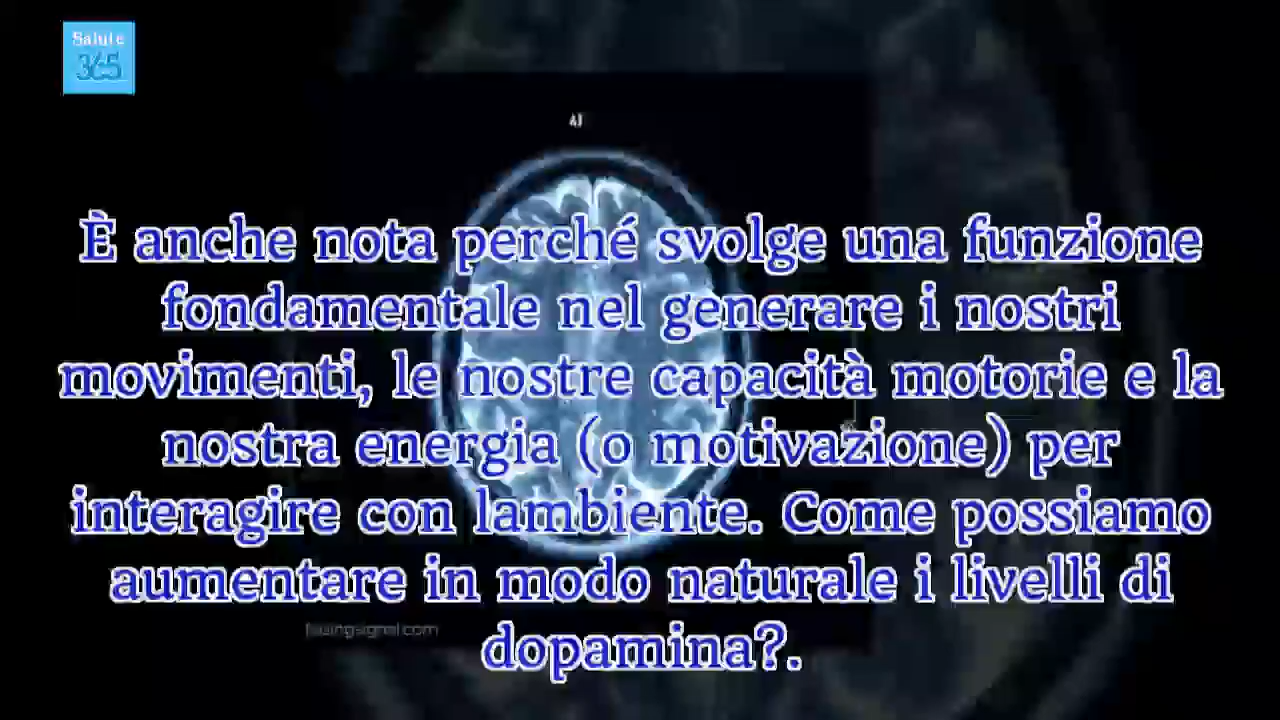 Salute
365
È anche nota perché svolge una funzione
fondamentale nel generare i nostri
movimenti, le nostre capacità motorie e la
nostra energia (o motivazione) per
interagire con lambiente. Come possiamo
aumentare in modo naturale i livelli di
dopamina?.